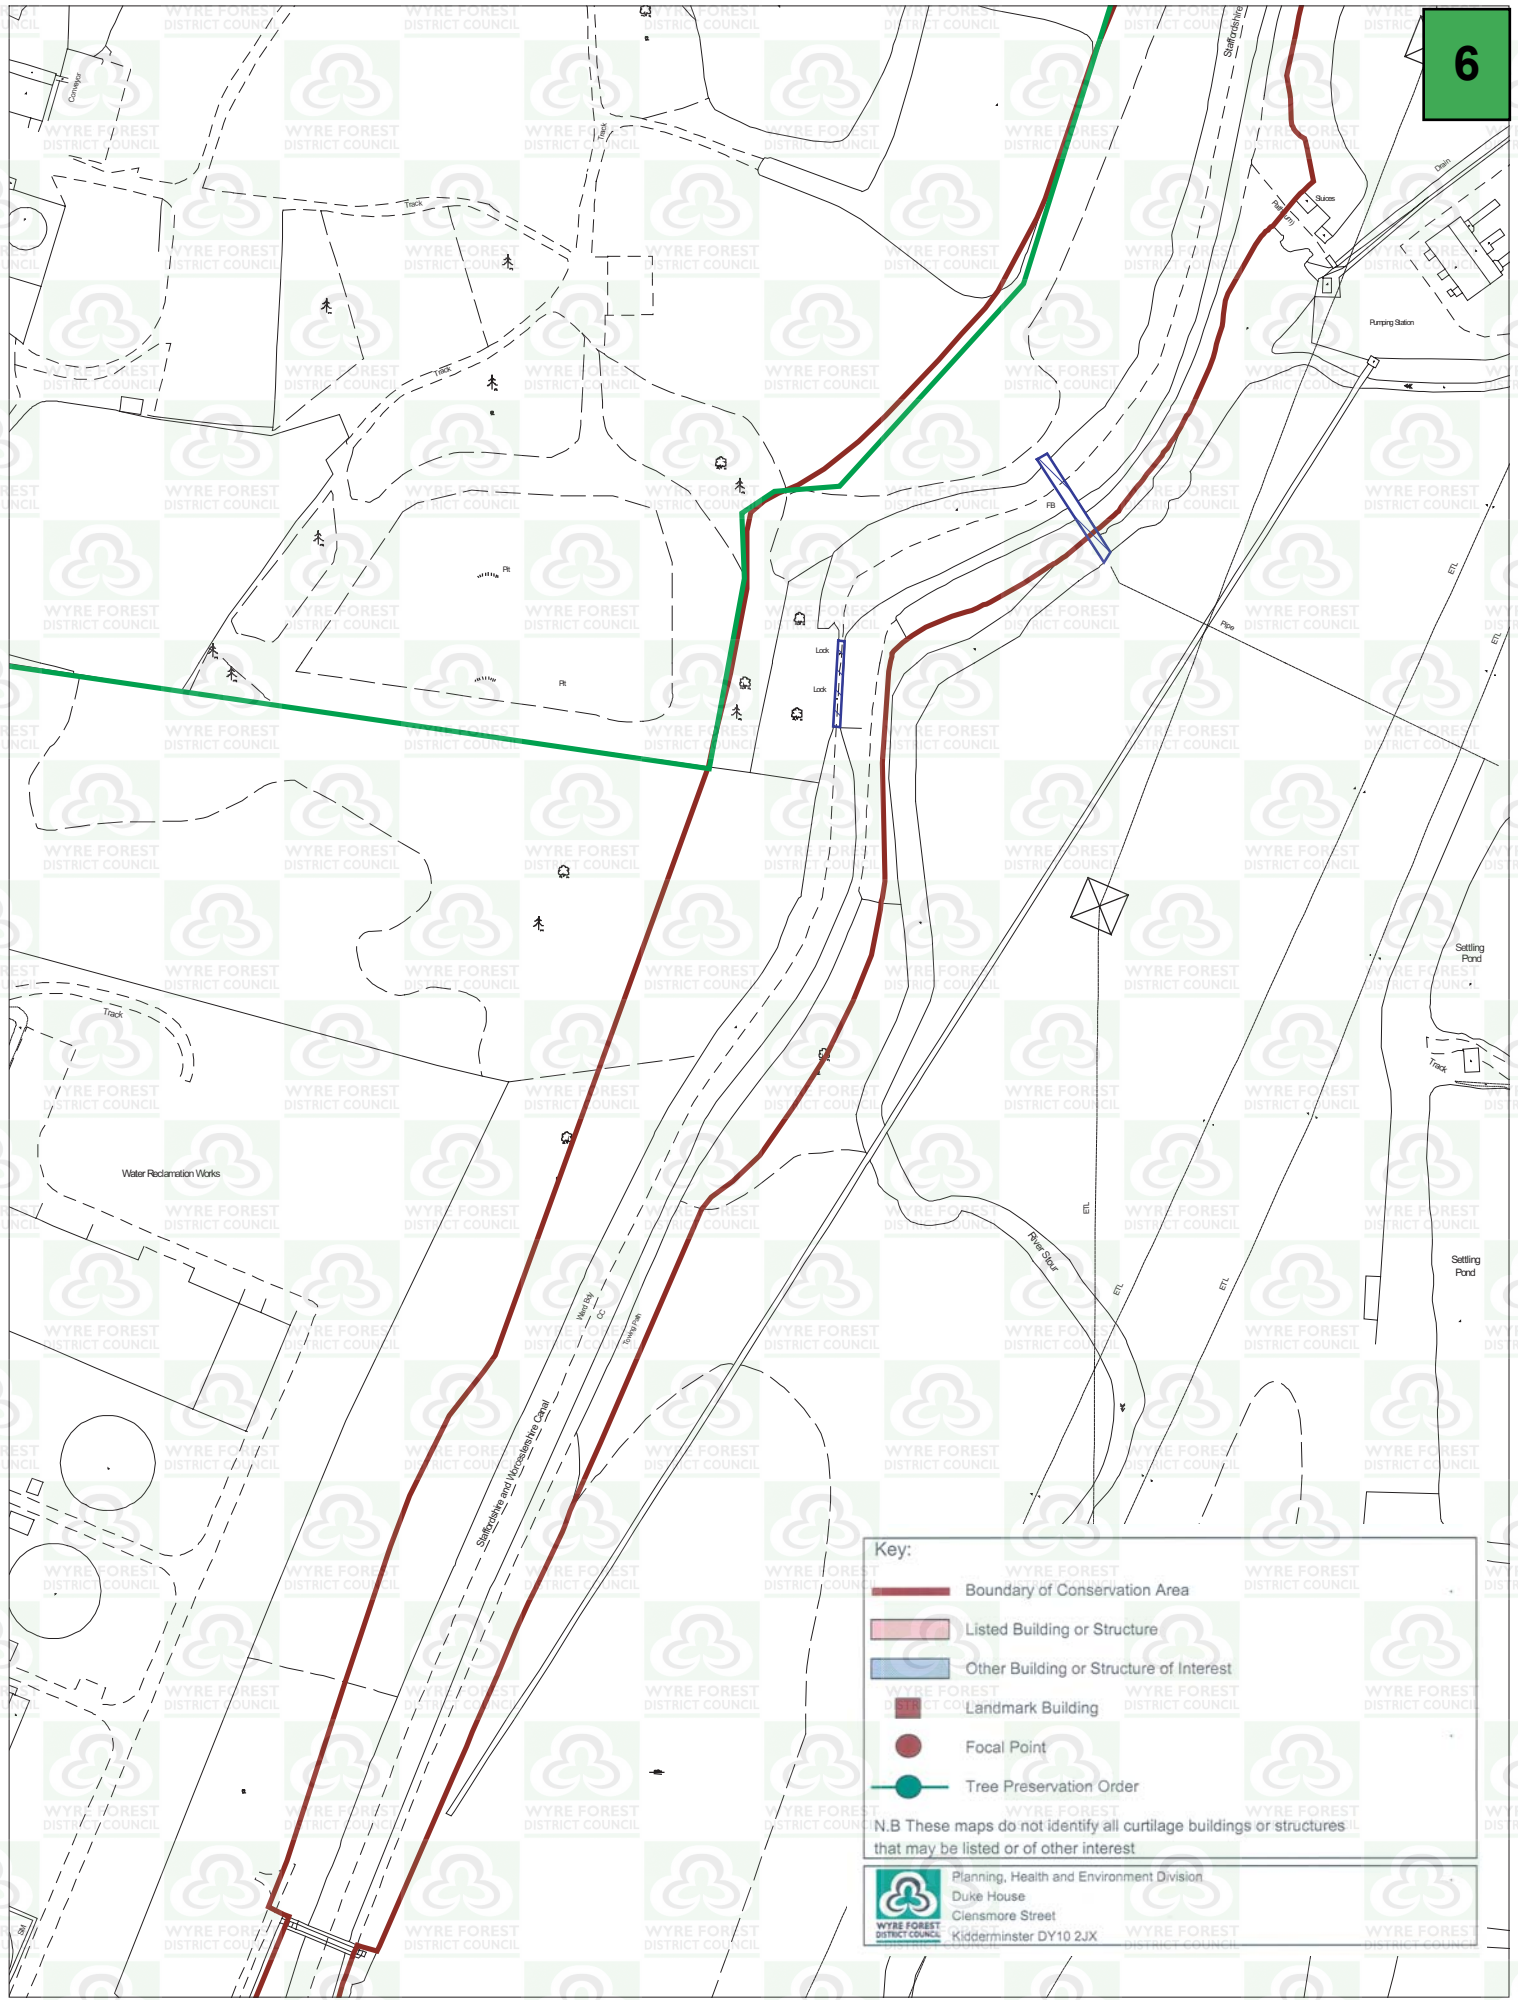 6
Staffordshire
Conveyor
Track
Track
Drain
Sluices
Track
Pumping Station
Track
FB
Pit
ETL
Pipe
ETL
Lock
Pit
Lock
Settling
Pond
Track
Track
Water Reclamation Works
ETL
River Stour
Settling
Pond
ETL
ETL
Ward Bdy
CC
Towing Path
Staffordshire and Worcestershire Canal
SM
Key:
Boundary of Conservation Area
Listed Building or Structure
Other Building or Structure of Interest
Landmark Building
Focal Point
Tree Preservation Order
N.B These maps do not identify all curtilage buildings or structures
that may be listed or of other interest
Planning, Health and Environment Division
Duke House
Clensmore Street
Kidderminster DY10 2JX
WYRE FOREST
DISTRICT COUNCIL